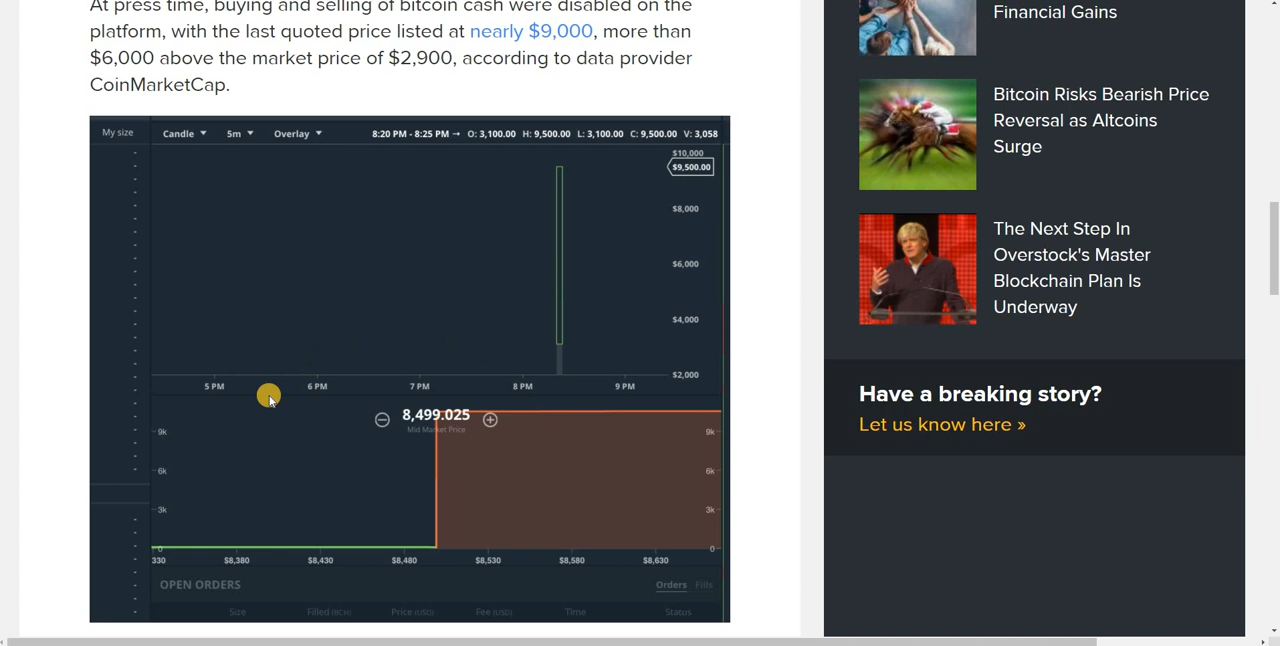 At press time, buying and selling of bitcoin cash were disabled on the
platform, with the last quoted price listed at nearly $9,000, more than
$6,000 above the market price of $2,900, according to data provider
CoinMarketCap.
My size
Candle 5m Overlay 8:20 PM - 8:25 PM → O: 3,100.00 H: 9,500.00 L: 3,100.00 C: 9,500.00 V: 3,058
$10,000
$9,500.00
$8,000
$6,000
$4,000
$2,000
5 PM 6 PM 7 PM 8 PM 9 PM
8,499.025
Mid Market Price
9k 9k
6k 6k
3k 3k
0 0
330 $8,380 $8,430 $8,480 $8,530 $8,580 $8,630
OPEN ORDERS Orders Fills
Size Filled (BCH) Price (USD) Fee (USD) Time Status
Financial Gains
Bitcoin Risks Bearish Price
Reversal as Altcoins
Surge
The Next Step In
Overstock's Master
Blockchain Plan Is
Underway
Have a breaking story?
Let us know here »